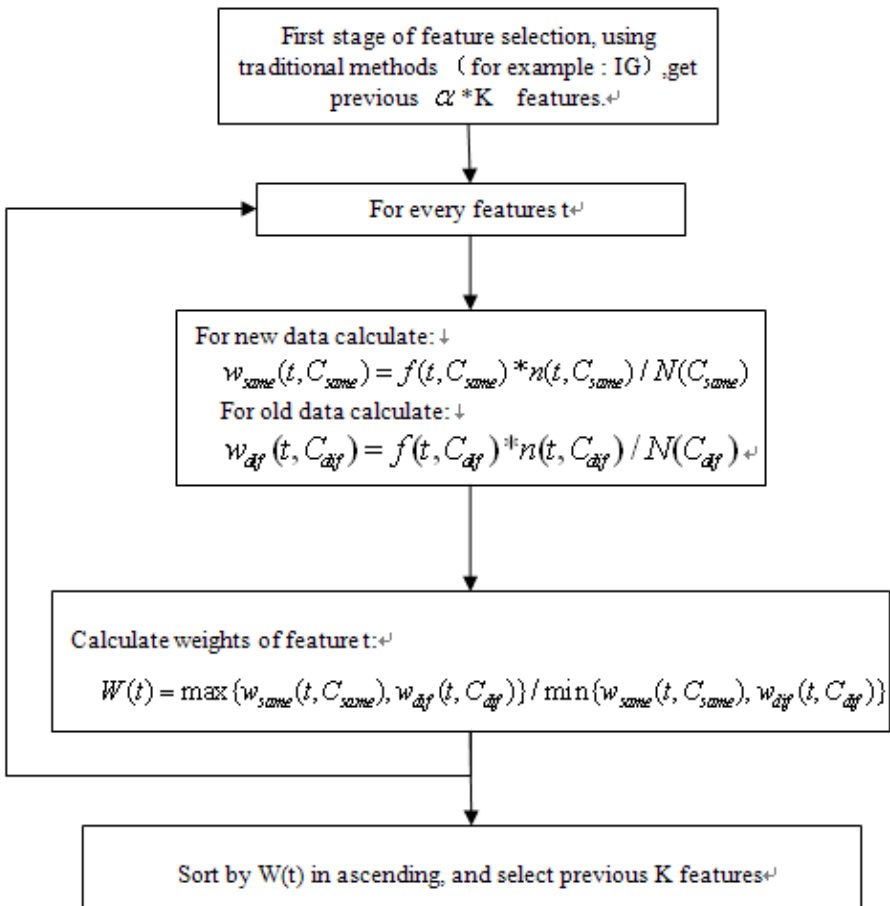 First stage of feature selection, using
traditional methods （for example : IG）,get
previous α *K features.↵
For every features t↵
For new data calculate:↓
w_same(t,C_same) = f(t,C_same)*n(t,C_same)/N(C_same)
For old data calculate:↓
w_dif(t,C_dif) = f(t,C_dif)*n(t,C_dif)/N(C_dif)↵
Calculate weights of feature t:↵
W(t) = max{w_same(t,C_same),w_dif(t,C_dif)}/min{w_same(t,C_same),w_dif(t,C_dif)}
Sort by W(t) in ascending, and select previous K features↵